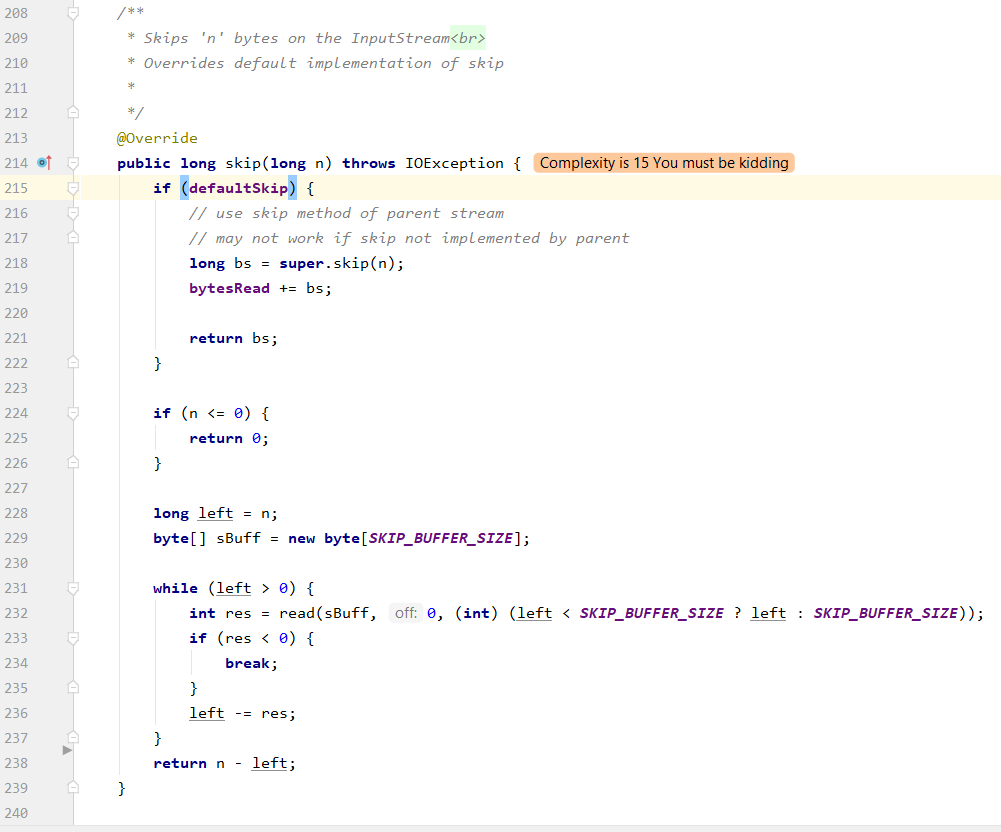 208 /**
209 * Skips 'n' bytes on the InputStream<br>
210 * Overrides default implementation of skip
211 *
212 */
213 @Override
214 public long skip(long n) throws IOException { Complexity is 15 You must be kidding
215 if (defaultSkip) {
216 // use skip method of parent stream
217 // may not work if skip not implemented by parent
218 long bs = super.skip(n);
219 bytesRead += bs;
220
221 return bs;
222 }
223
224 if (n <= 0) {
225 return 0;
226 }
227
228 long left = n;
229 byte[] sBuff = new byte[SKIP_BUFFER_SIZE];
230
231 while (left > 0) {
232 int res = read(sBuff, off: 0, (int) (left < SKIP_BUFFER_SIZE ? left : SKIP_BUFFER_SIZE));
233 if (res < 0) {
234 break;
235 }
236 left -= res;
237 }
238 return n - left;
239 }
240